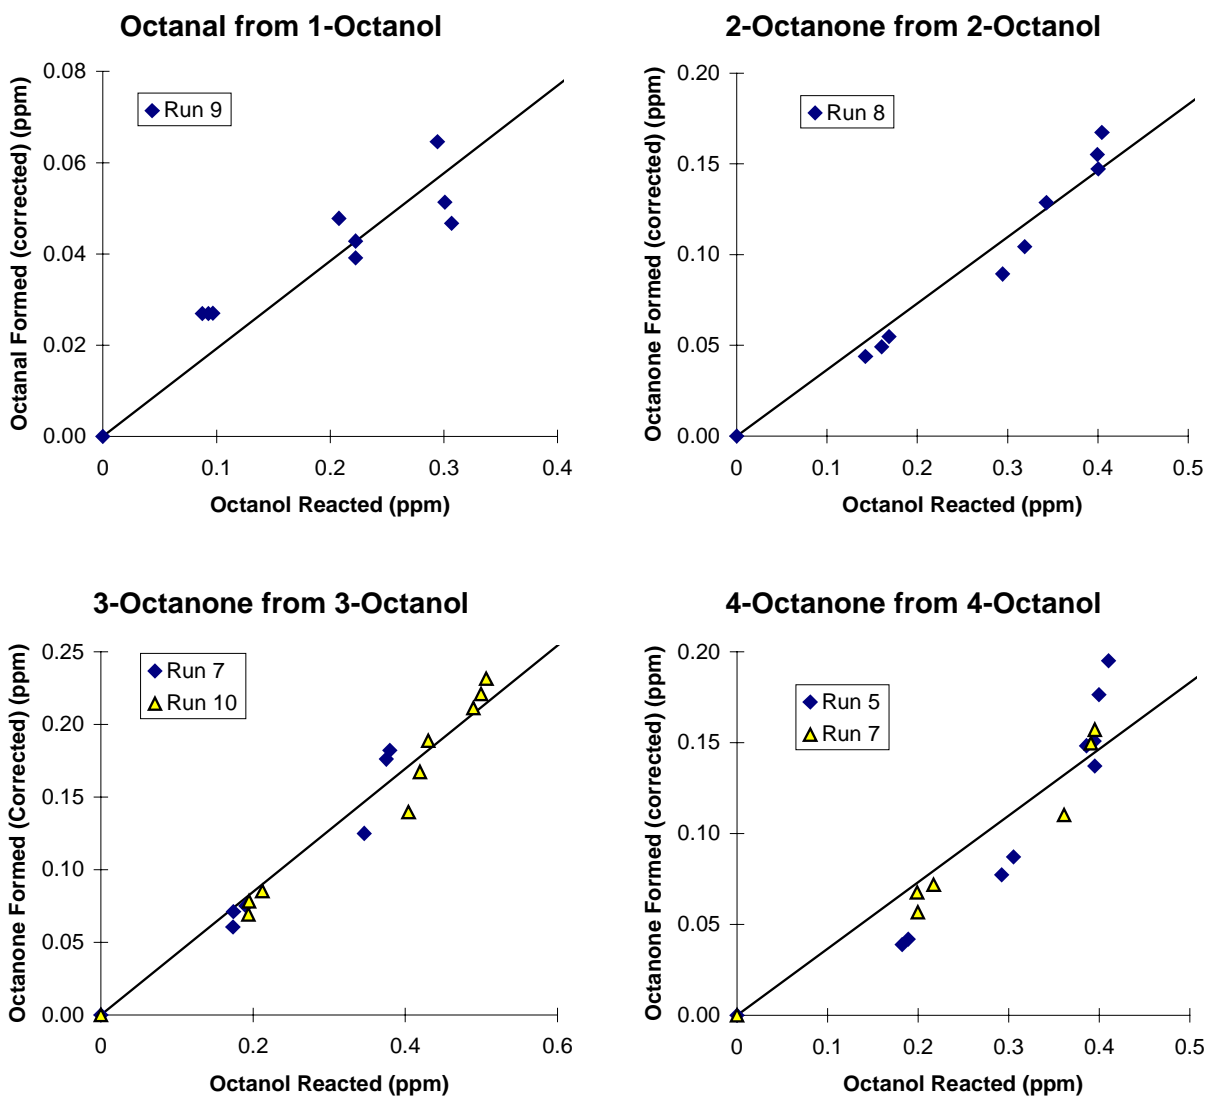 Octanal from 1-Octanol
Octanal Formed (corrected) (ppm)
0.08
0.06
0.04
0.02
0.00
Run 9
0
0.1
0.2
0.3
0.4
Octanol Reacted (ppm)
2-Octanone from 2-Octanol
Octanone Formed (corrected) (ppm)
0.20
0.15
0.10
0.05
0.00
Run 8
0
0.1
0.2
0.3
0.4
0.5
Octanol Reacted (ppm)
3-Octanone from 3-Octanol
Octanone Formed (Corrected) (ppm)
0.25
0.20
0.15
0.10
0.05
0.00
Run 7
Run 10
0
0.2
0.4
0.6
Octanol Reacted (ppm)
4-Octanone from 4-Octanol
Octanone Formed (corrected) (ppm)
0.20
0.15
0.10
0.05
0.00
Run 5
Run 7
0
0.1
0.2
0.3
0.4
0.5
Octanol Reacted (ppm)